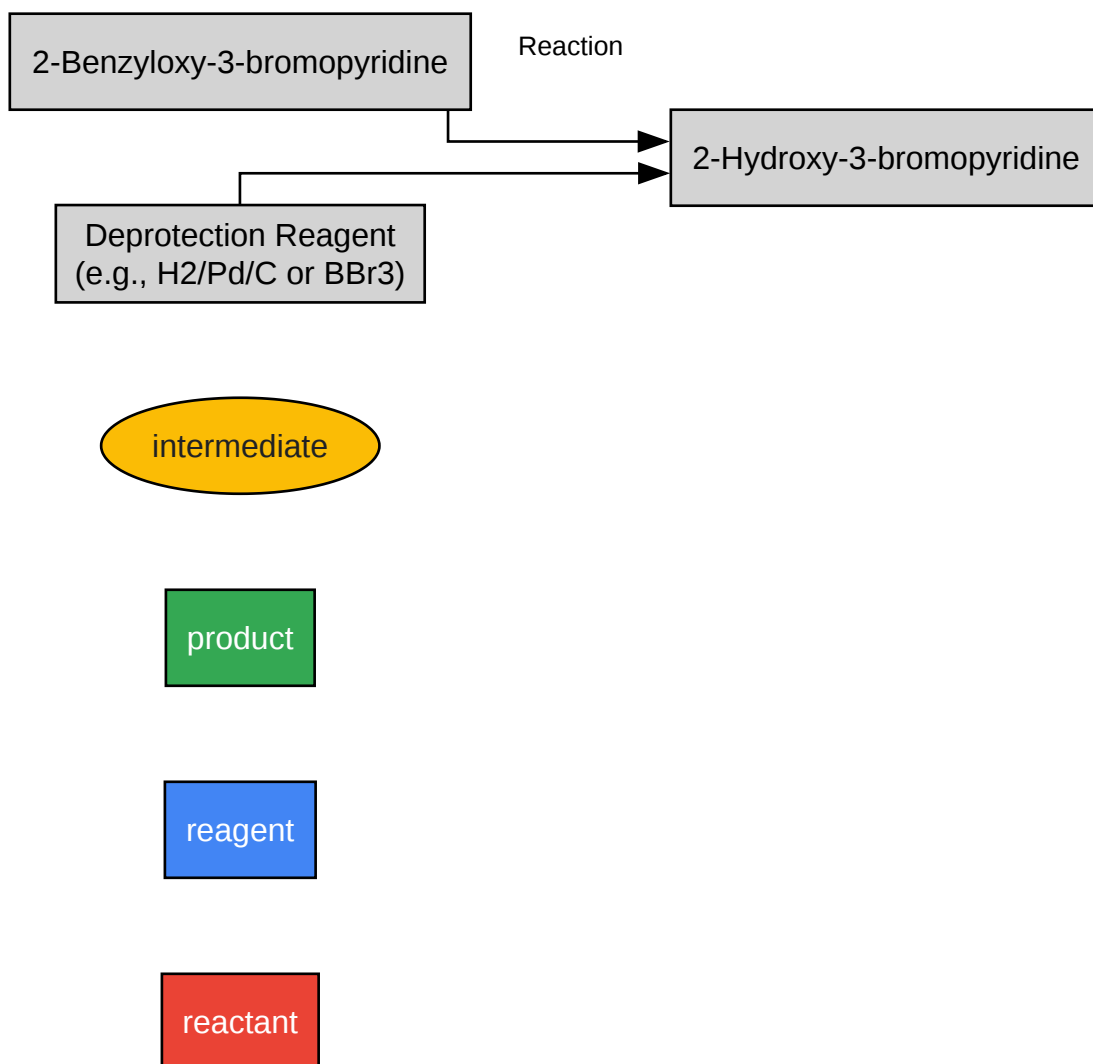 2-Benzyloxy-3-bromopyridine
Reaction
2-Hydroxy-3-bromopyridine
Deprotection Reagent
(e.g., H2/Pd/C or BBr3)
intermediate
product
reagent
reactant